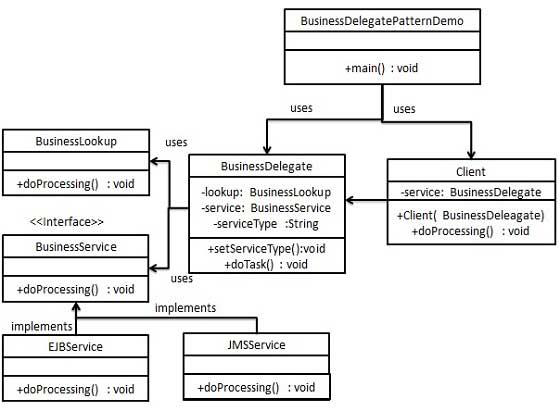 BusinessDelegatePatternDemo
+main() : void
uses
uses
BusinessLookup
+doProcessing() : void
uses
BusinessDelegate
-lookup: BusinessLookup
-service: BusinessService
-serviceType :String
+setServiceType():void
+doTask() : void
Client
-service: BusinessDelegate
+Client( BusinessDeleagate)
+doProcessing() : void
<<Interface>>
BusinessService
+doProcessing() : void
uses
implements
implements
EJBService
+doProcessing() : void
JMSService
+doProcessing() : void